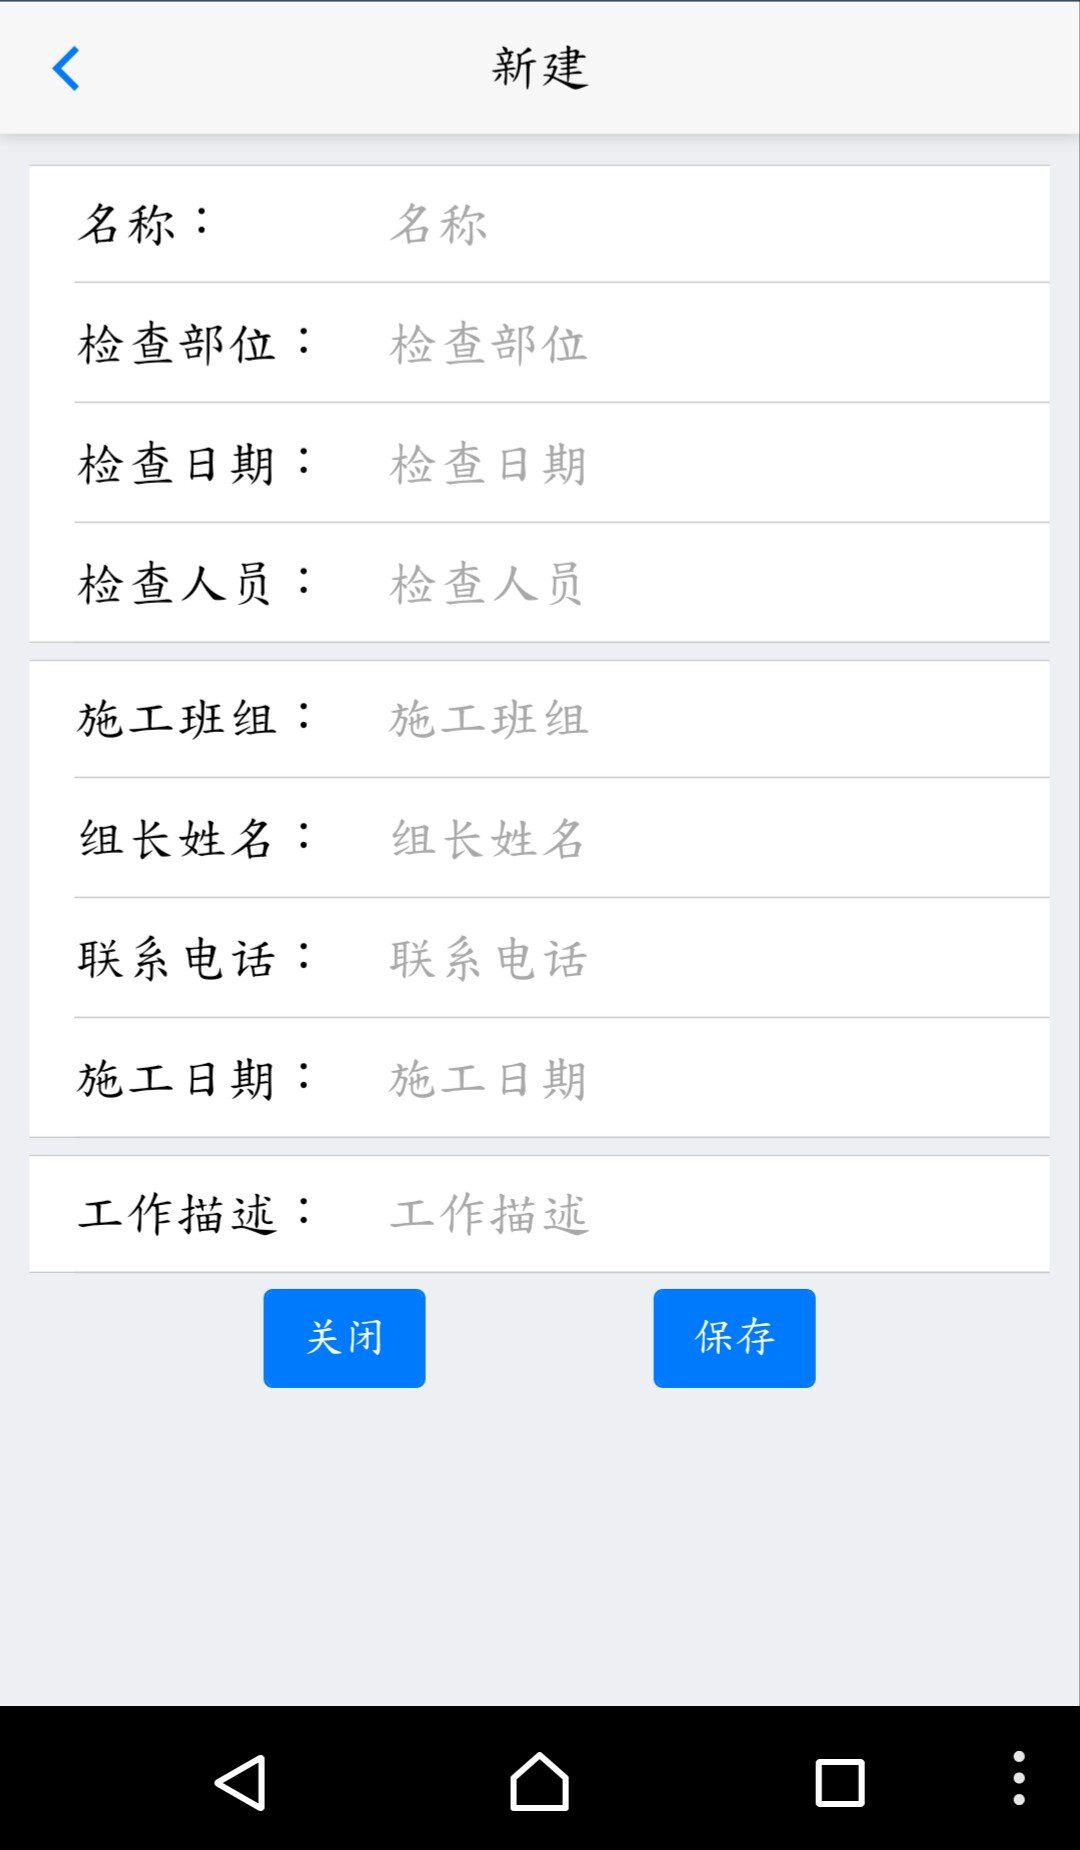 新建
名称： 名称
检查部位： 检查部位
检查日期： 检查日期
检查人员： 检查人员
施工班组： 施工班组
组长姓名： 组长姓名
联系电话： 联系电话
施工日期： 施工日期
工作描述： 工作描述
关闭 保存